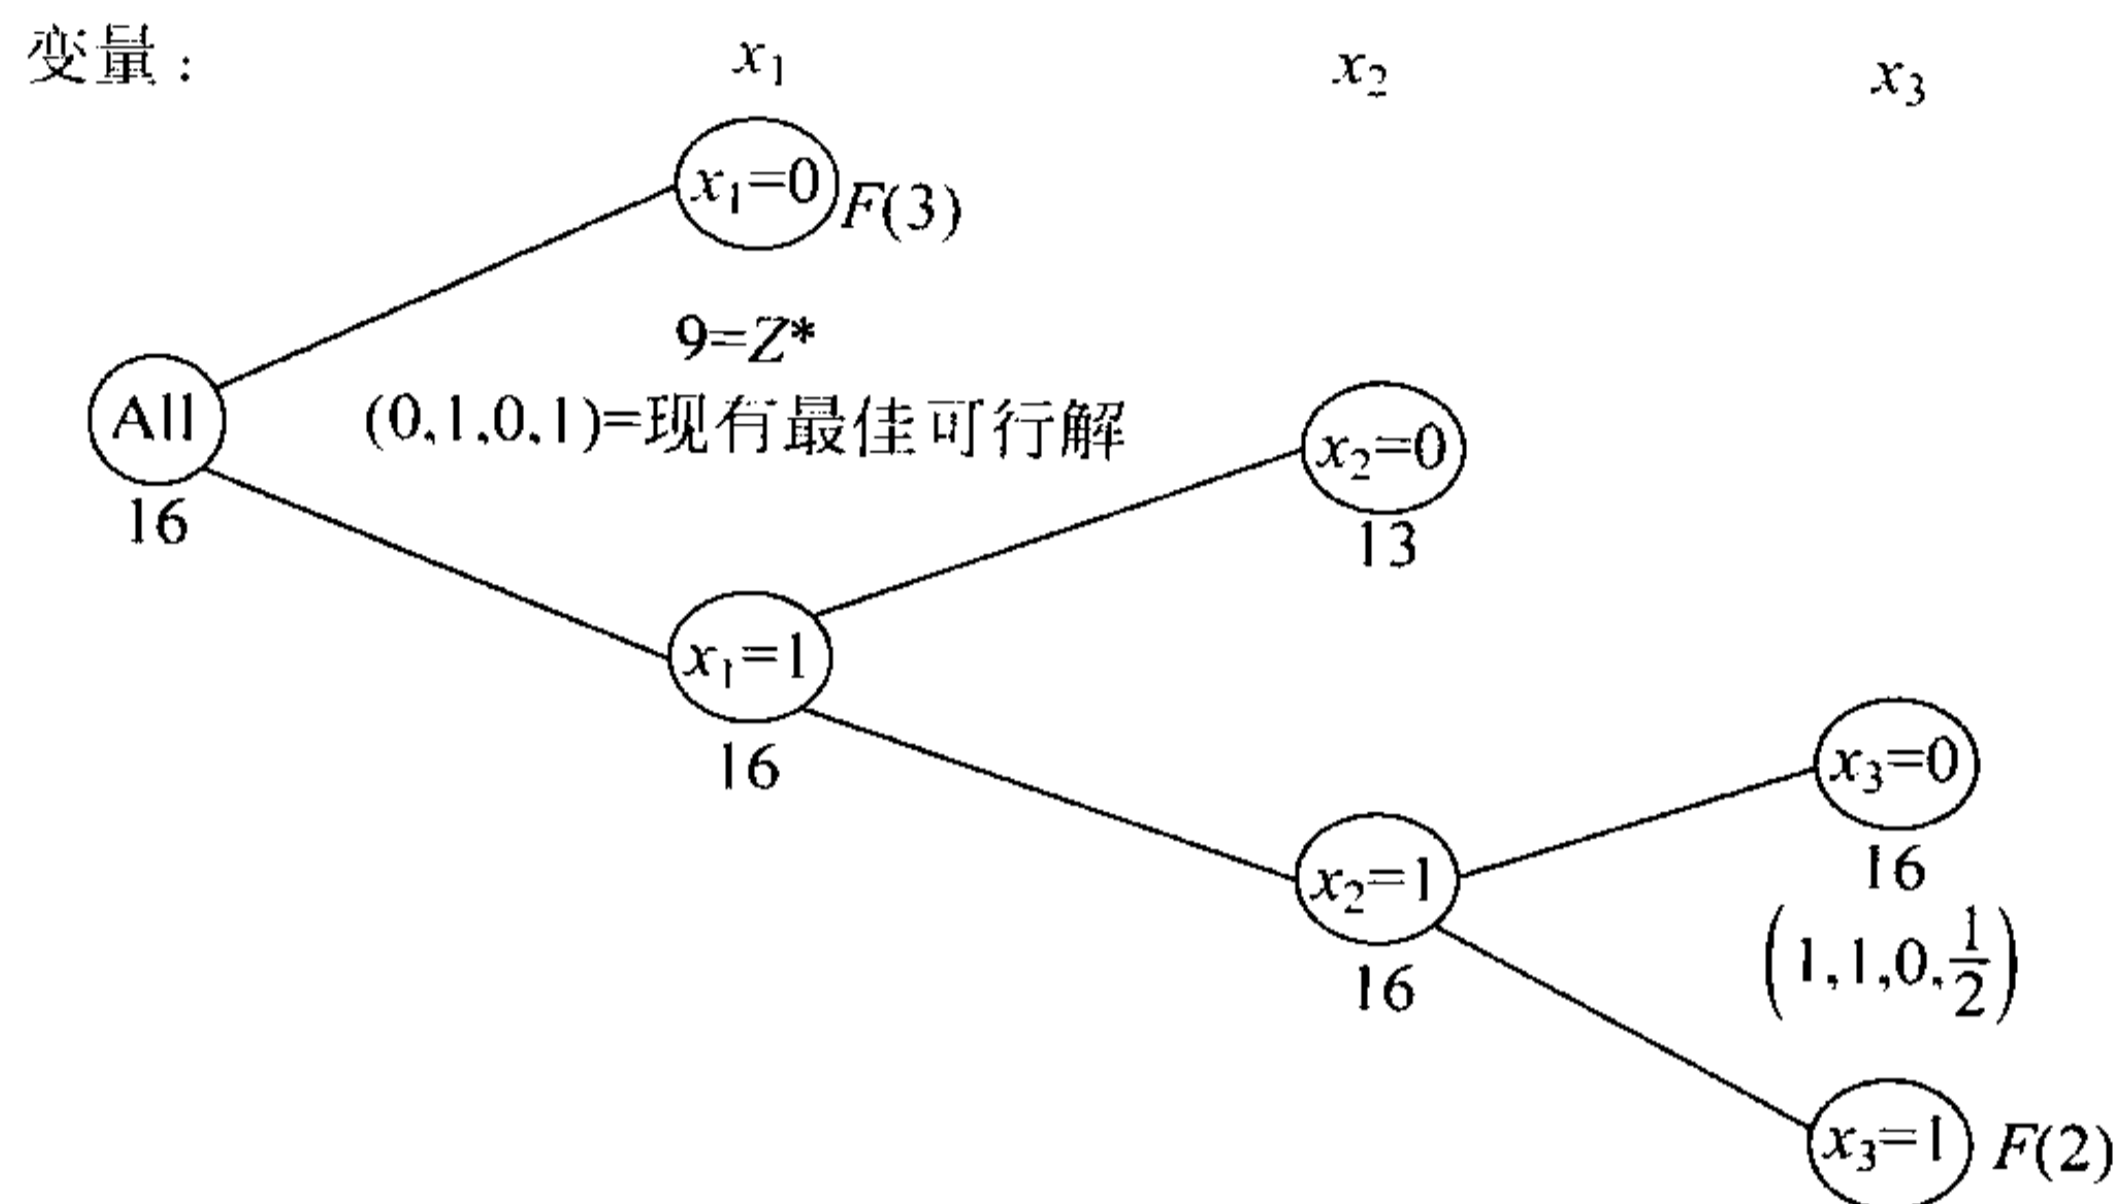 变量: x₁ x₂ x₃
x₁=0 F(3)
9=Z*
All (0,1,0,1)=现有最佳可行解 x₂=0
16 13
x₁=1
16 x₃=0
x₂=1 16
16 (1,1,0,1/2)
x₃=1 F(2)